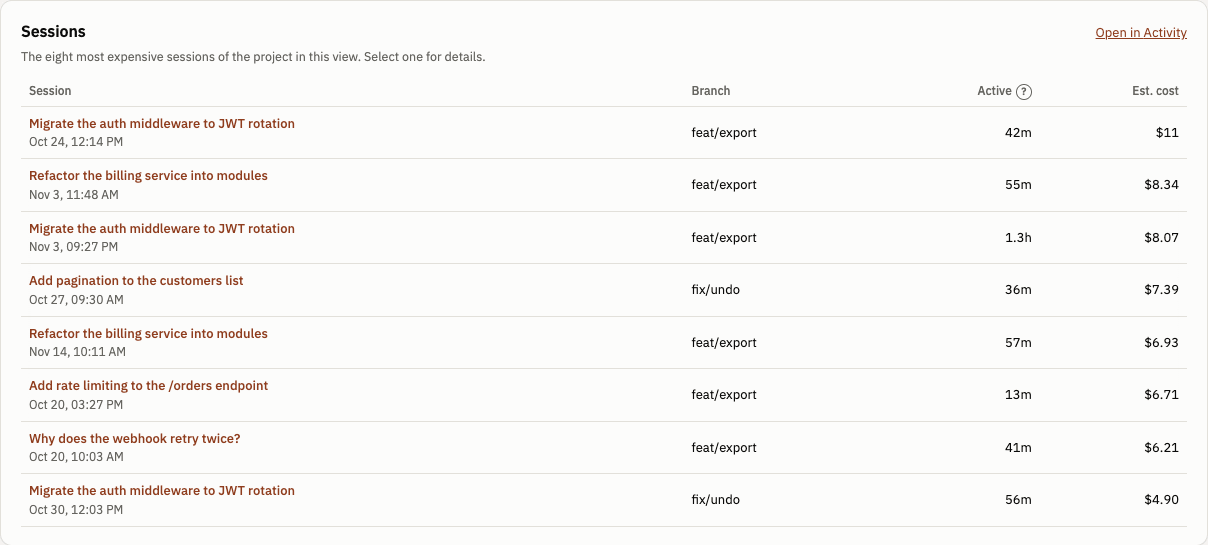 Sessions
Open in Activity
The eight most expensive sessions of the project in this view. Select one for details.
Session Branch Active ? Est. cost
Migrate the auth middleware to JWT rotation
Oct 24, 12:14 PM
feat/export 42m $11
Refactor the billing service into modules
Nov 3, 11:48 AM
feat/export 55m $8.34
Migrate the auth middleware to JWT rotation
Nov 3, 09:27 PM
feat/export 1.3h $8.07
Add pagination to the customers list
Oct 27, 09:30 AM
fix/undo 36m $7.39
Refactor the billing service into modules
Nov 14, 10:11 AM
feat/export 57m $6.93
Add rate limiting to the /orders endpoint
Oct 20, 03:27 PM
feat/export 13m $6.71
Why does the webhook retry twice?
Oct 20, 10:03 AM
feat/export 41m $6.21
Migrate the auth middleware to JWT rotation
Oct 30, 12:03 PM
fix/undo 56m $4.90